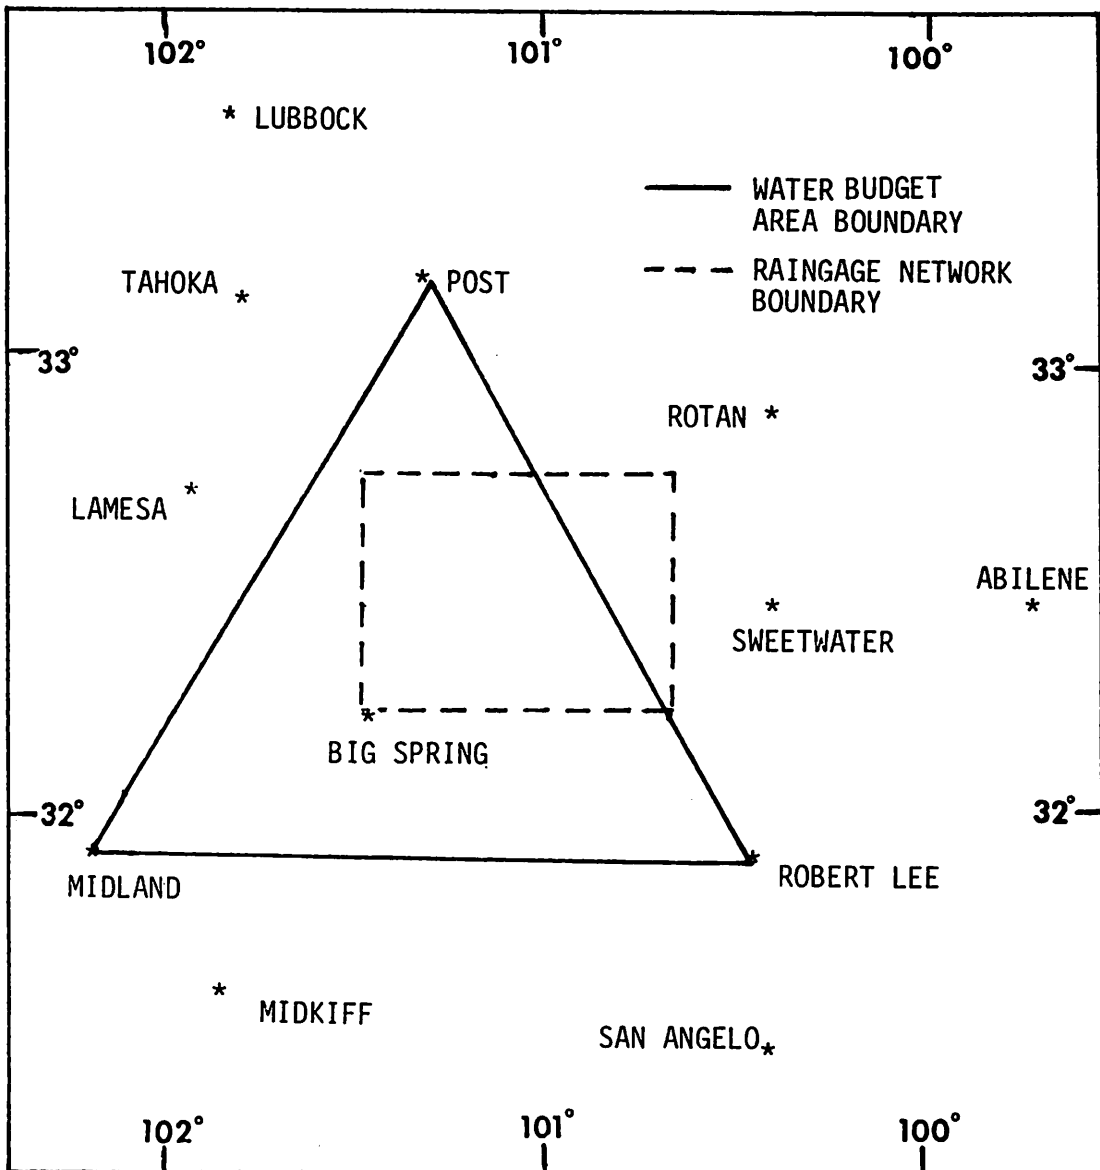 102° 101° 100°
LUBBOCK
WATER BUDGET
AREA BOUNDARY
RAINGAGE NETWORK
BOUNDARY
TAHOKA
POST
33° 33°
ROTAN
LAMESA
ABILENE
SWEETWATER
BIG SPRING
32° 32°
MIDLAND
ROBERT LEE
MIDKIFF
SAN ANGELO
102° 101° 100°